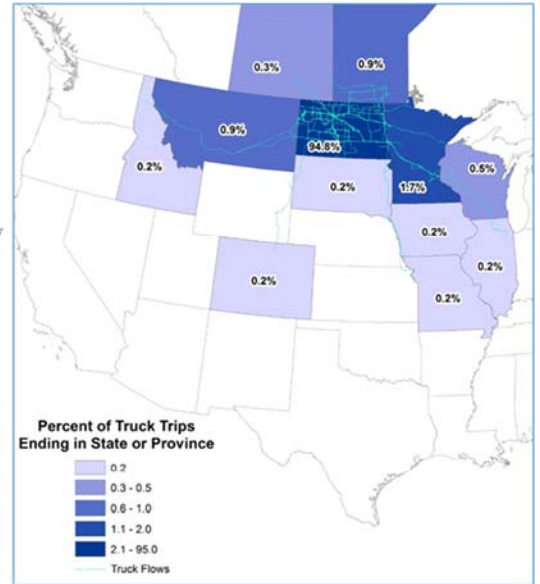 0.3%
0.9%
0.9%
94.8%
0.2%
0.2%
1.7%
0.5%
0.2%
0.2%
0.2%
0.2%
Percent of Truck Trips
Ending in State or Province
0.2
0.3 - 0.5
0.6 - 1.0
1.1 - 2.0
2.1 - 95.0
Truck Flows